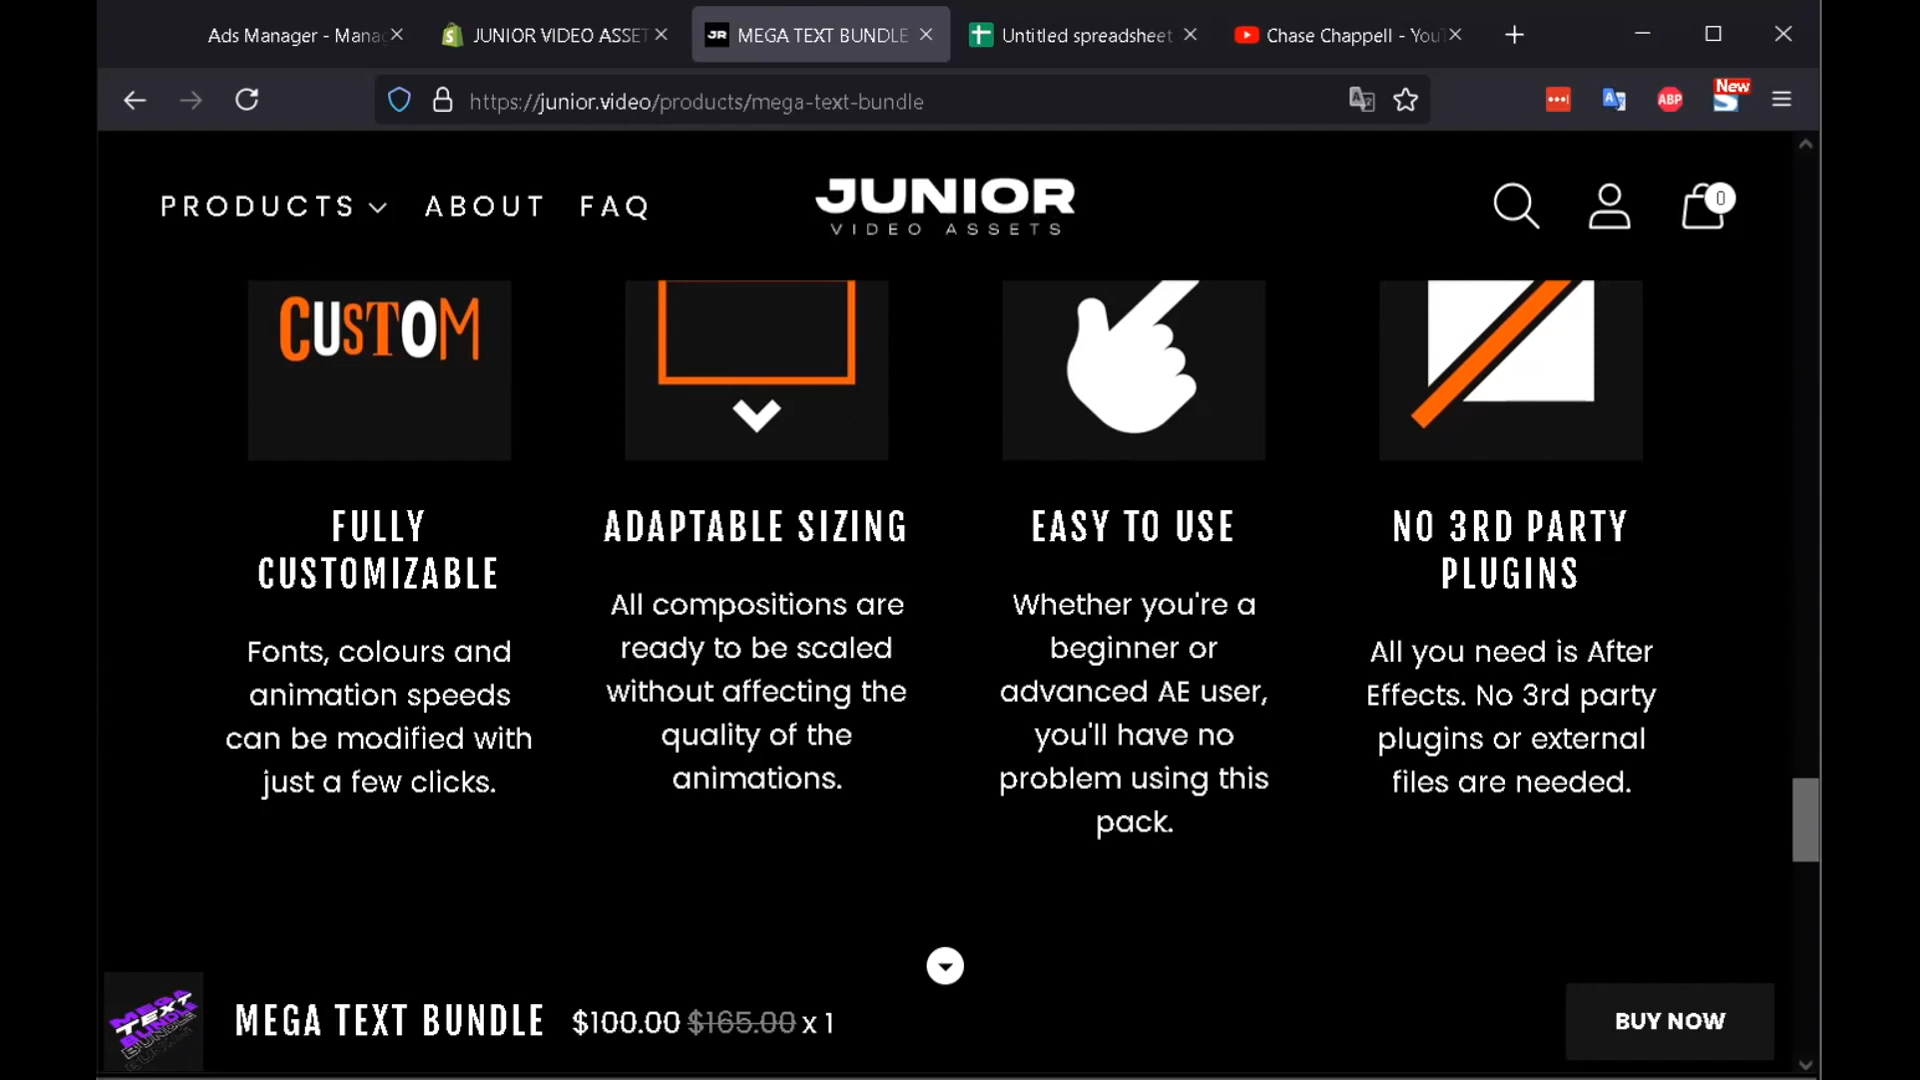 Ads Manager - Mana
JUNIOR VIDEO ASSET
JR
MEGA TEXT BUNDLE
Untitled spreadsheet
Chase Chappell - You
https://junior.video/products/mega-text-bundle
ABP
New
S
PRODUCTS
ABOUT
FAQ
JUNIOR
VIDEO ASSETS
0
CUSTOM
FULLY
CUSTOMIZABLE
Fonts, colours and
animation speeds
can be modified with
just a few clicks.
ADAPTABLE SIZING
All compositions are
ready to be scaled
without affecting the
quality of the
animations.
EASY TO USE
Whether you're a
beginner or
advanced AE user,
you'll have no
problem using this
pack.
NO 3RD PARTY
PLUGINS
All you need is After
Effects. No 3rd party
plugins or external
files are needed.
MEGA
TEXT
BUNDLE
MEGA TEXT BUNDLE $100.00 $165.00 x 1
BUY NOW